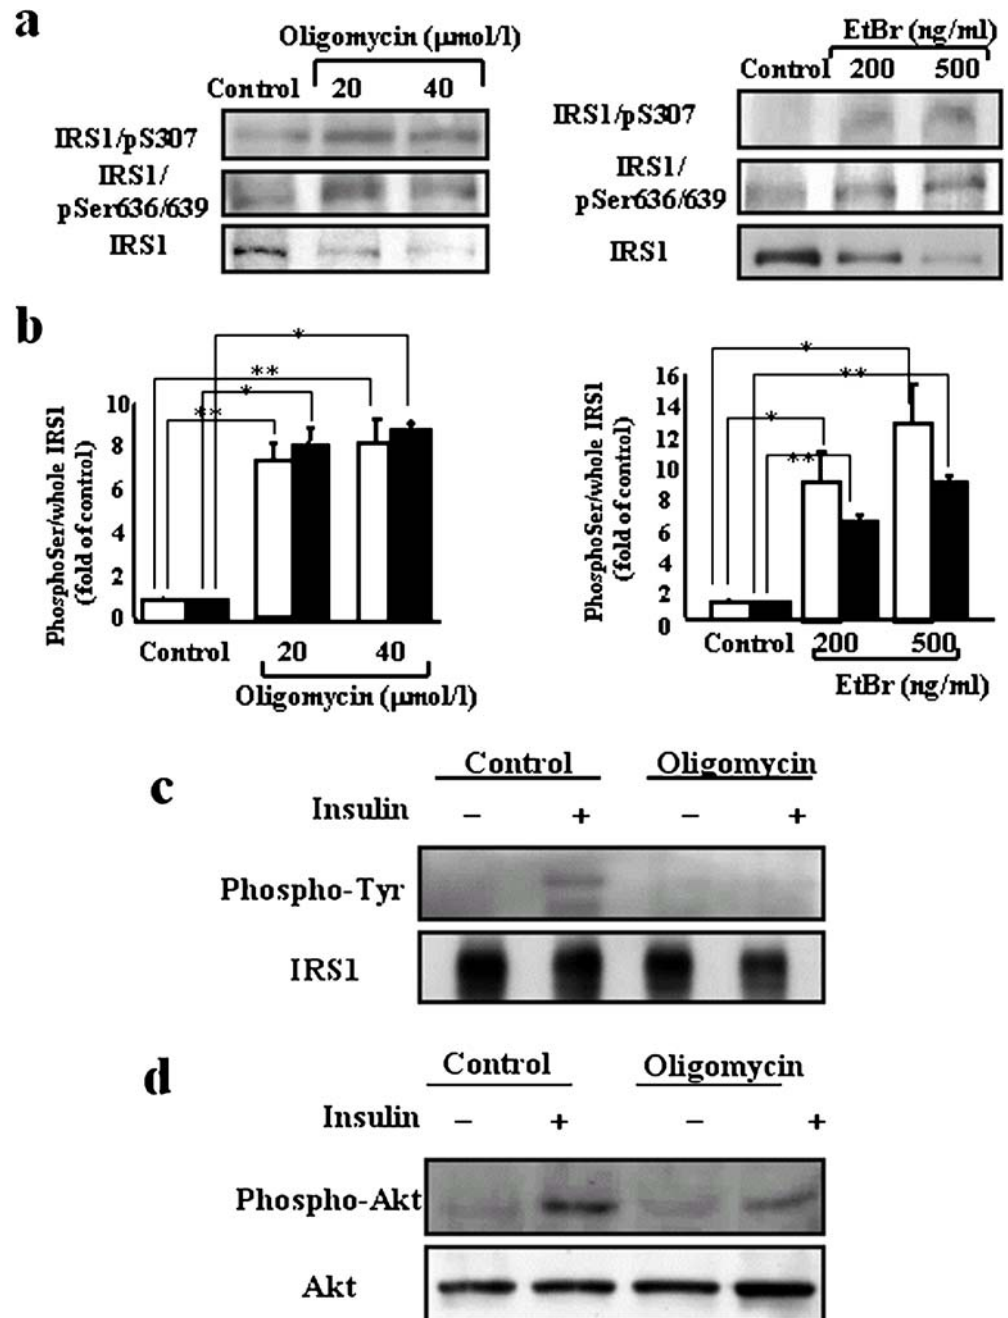 a
Oligomycin (µmol/l)
Control 20 40
IRS1/pS307
IRS1/
pSer636/639
IRS1
EtBr (ng/ml)
Control 200 500
IRS1/pS307
IRS1/
pSer636/639
IRS1
b
PhosphoSer/whole IRS1
(fold of control)
10
8
6
4
2
0
**
*
**
*
Control 20 40
Oligomycin (µmol/l)
PhosphoSer/whole IRS1
(fold of control)
16
14
12
10
8
6
4
2
0
*
**
*
**
Control 200 500
EtBr (ng/ml)
c
Control Oligomycin
Insulin – + – +
Phospho-Tyr
IRS1
d
Control Oligomycin
Insulin – + – +
Phospho-Akt
Akt